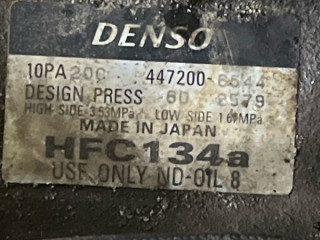 DENSO
10PA20C 447200-6544
DESIGN PRESS 60 2579
HIGH SIDE:3.53MPa LOW SIDE 1.67MPa
MADE IN JAPAN
HFC134a
USE ONLY ND-OIL 8